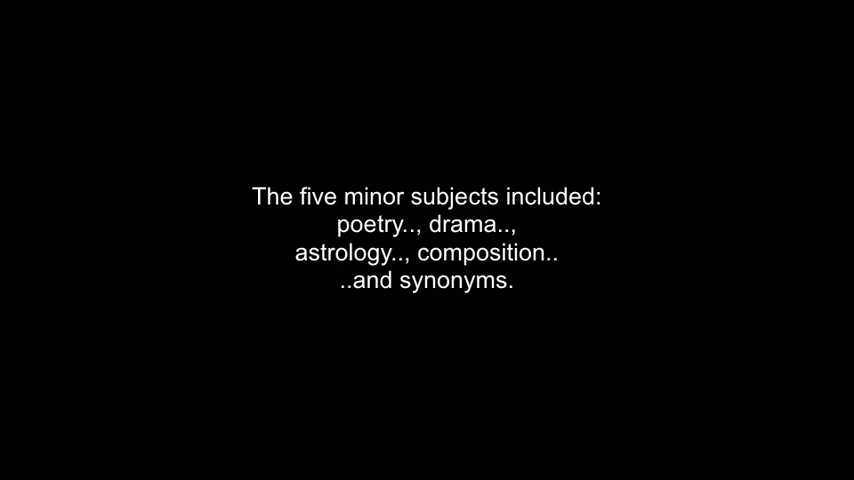 The five minor subjects included:
poetry.., drama..,
astrology.., composition..
..and synonyms.